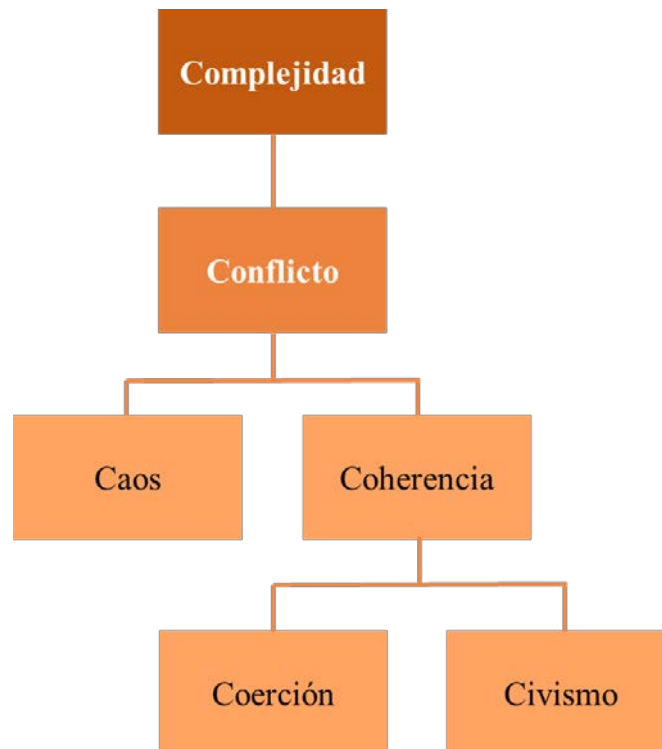 Complejidad
Conflicto
Caos
Coherencia
Coerción
Civismo